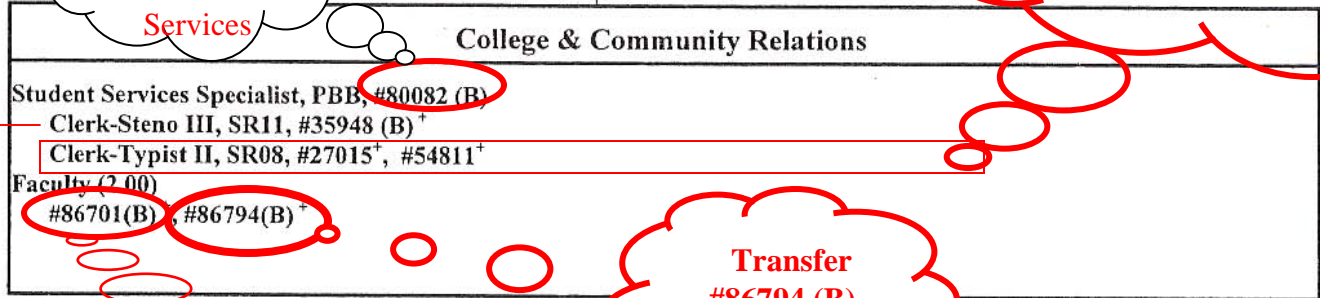 Services
College & Community Relations
Student Services Specialist, PBB, #80082 (B)
Clerk-Steno III, SR11, #35948 (B) +
Clerk-Typist II, SR08, #27015+, #54811+
Faculty (2.00)
#86701(B) +, #86794(B) +
Transfer
#86794 (B)